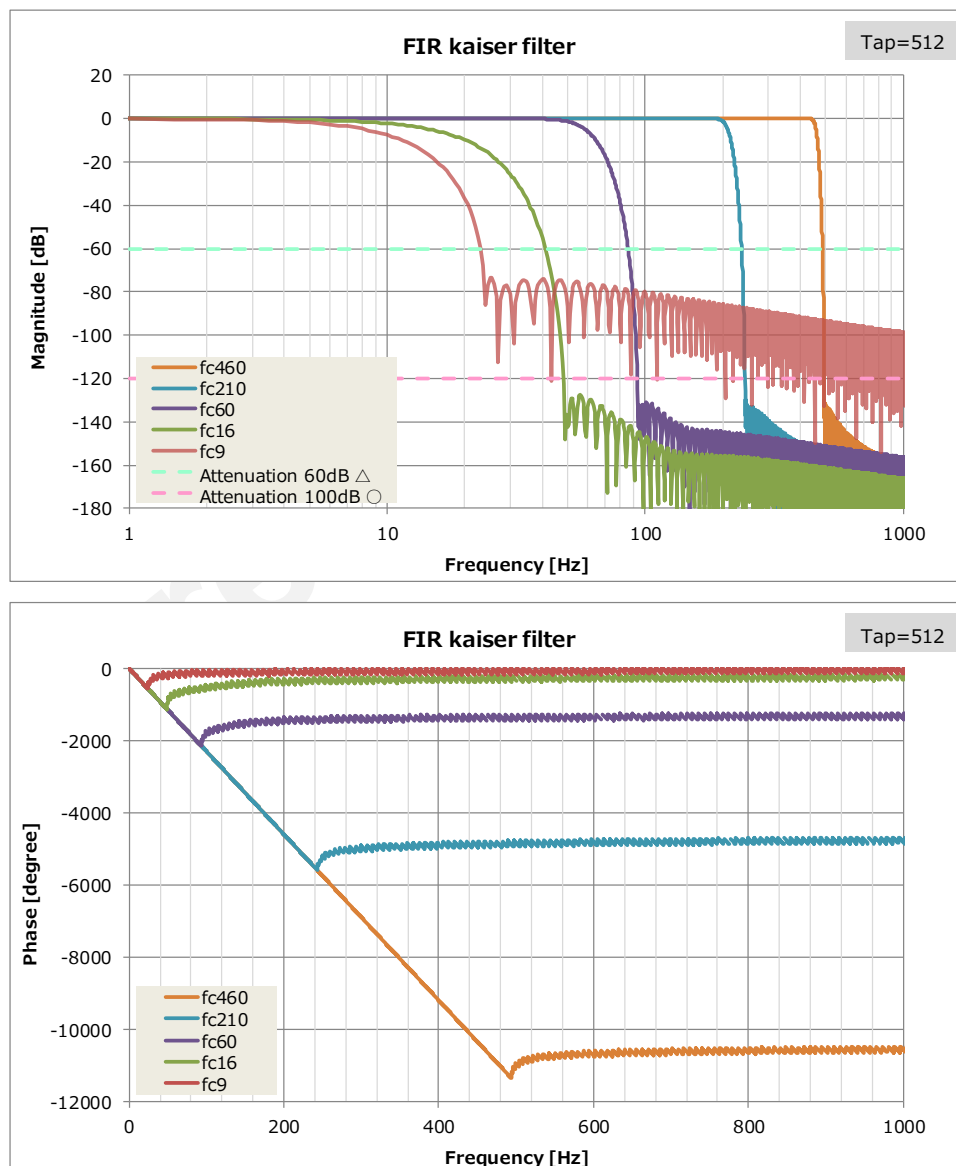 FIR kaiser filter
Tap=512
20
0
-20
-40
-60
-80
-100
-120
-140
-160
-180
Magnitude [dB]
fc460
fc210
fc60
fc16
fc9
Attenuation 60dB △
Attenuation 100dB ○
1
10
100
1000
Frequency [Hz]
FIR kaiser filter
Tap=512
0
-2000
-4000
-6000
-8000
-10000
-12000
Phase [degree]
fc460
fc210
fc60
fc16
fc9
0
200
400
600
800
1000
Frequency [Hz]